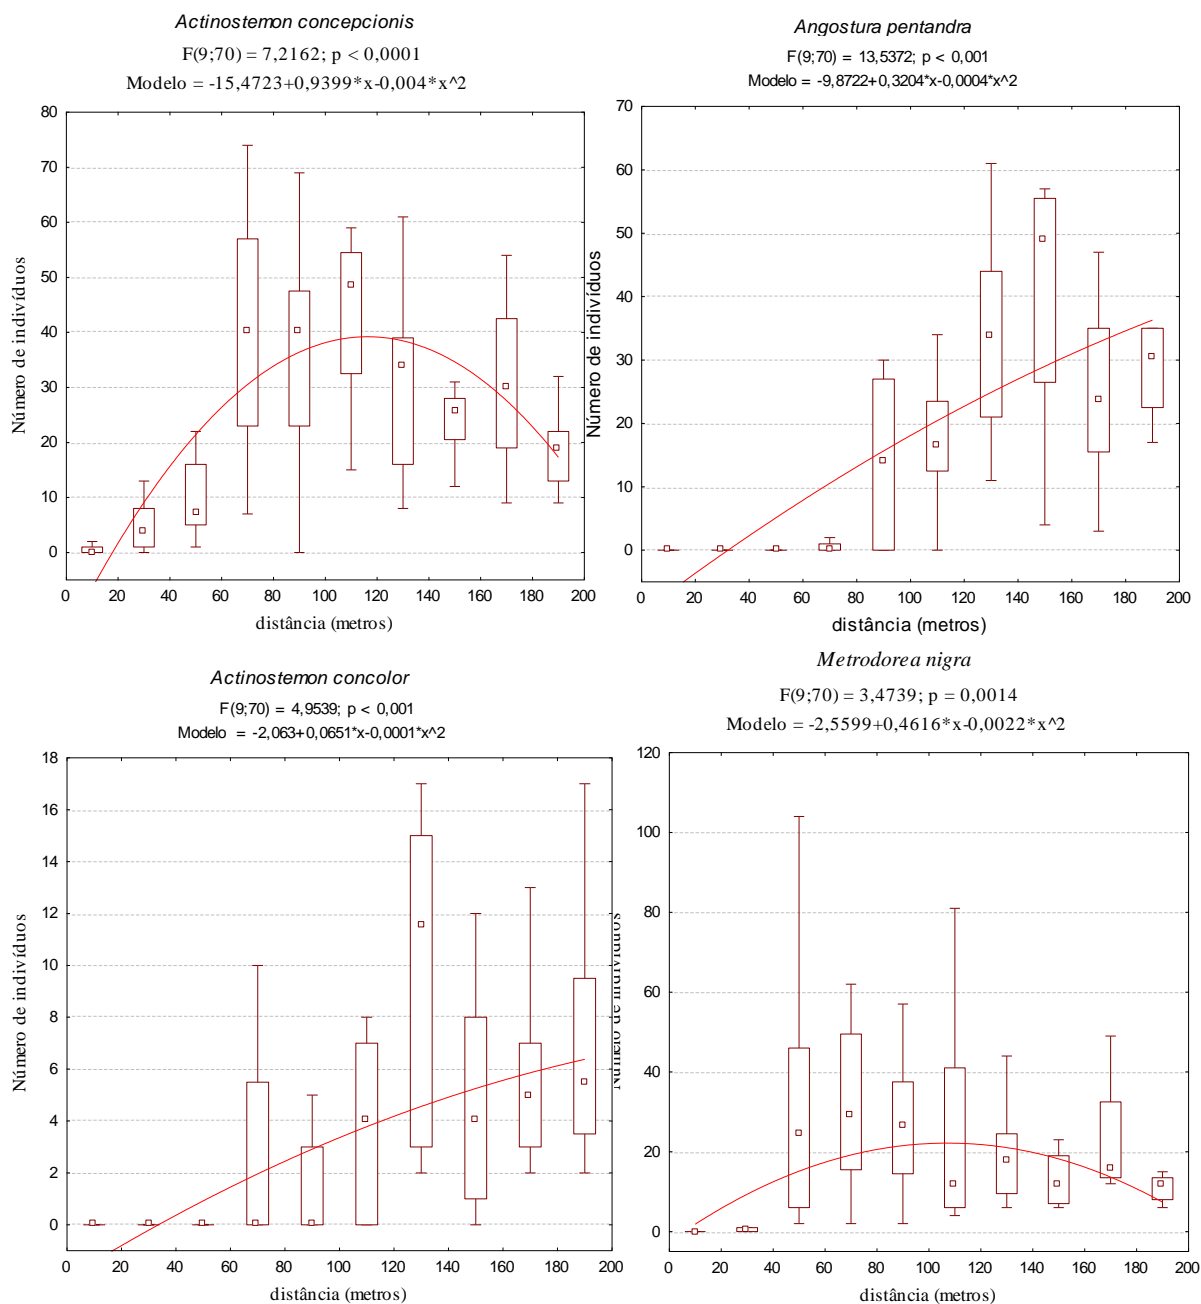 Actinostemon concepcionis
F(9;70) = 7,2162; p < 0,0001
Modelo = -15,4723+0,9399*x-0,004*x^2
80
70
60
50
40
30
20
10
0
Número de indivíduos
0 20 40 60 80 100 120 140 160 180 200
distância (metros)
Angostura pentandra
F(9;70) = 13,5372; p < 0,001
Modelo = -9,8722+0,3204*x-0,0004*x^2
70
60
50
40
30
20
10
0
Número de indivíduos
0 20 40 60 80 100 120 140 160 180 200
distância (metros)
Actinostemon concolor
F(9;70) = 4,9539; p < 0,001
Modelo = -2,063+0,0651*x-0,0001*x^2
18
16
14
12
10
8
6
4
2
0
Número de indivíduos
0 20 40 60 80 100 120 140 160 180 200
distância (metros)
Metrodorea nigra
F(9;70) = 3,4739; p = 0,0014
Modelo = -2,5599+0,4616*x-0,0022*x^2
120
100
80
60
40
20
0
Número de indivíduos
0 20 40 60 80 100 120 140 160 180 200
distância (metros)